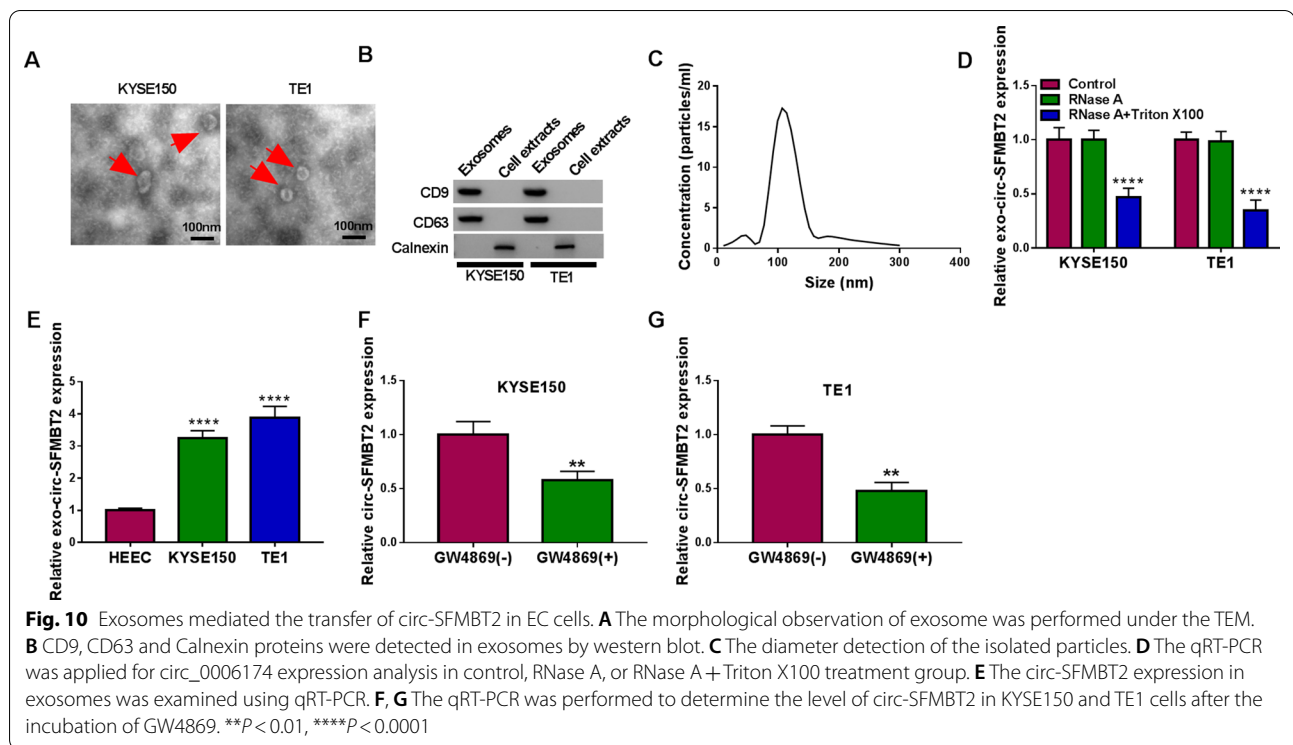 A
KYSE150
TE1
100nm
100nm
B
Exosomes
Cell extracts
Exosomes
Cell extracts
CD9
CD63
Calnexin
KYSE150
TE1
C
Concentration (particles/ml)
20
15
10
5
0
0
100
200
300
400
Size (nm)
D
Relative exo-circ-SFMBT2 expression
Control
RNase A
RNase A+Triton X100
1.5
1.0
0.5
0.0
****
****
KYSE150
TE1
E
Relative exo-circ-SFMBT2 expression
5
4
3
2
1
0
****
****
HEEC
KYSE150
TE1
F
Relative circ-SFMBT2 expression
KYSE150
1.5
1.0
0.5
0.0
**
GW4869(-)
GW4869(+)
G
Relative circ-SFMBT2 expression
TE1
1.5
1.0
0.5
0.0
**
GW4869(-)
GW4869(+)
Fig. 10 Exosomes mediated the transfer of circ-SFMBT2 in EC cells. A The morphological observation of exosome was performed under the TEM.
B CD9, CD63 and Calnexin proteins were detected in exosomes by western blot. C The diameter detection of the isolated particles. D The qRT-PCR
was applied for circ_0006174 expression analysis in control, RNase A, or RNase A + Triton X100 treatment group. E The circ-SFMBT2 expression in
exosomes was examined using qRT-PCR. F, G The qRT-PCR was performed to determine the level of circ-SFMBT2 in KYSE150 and TE1 cells after the
incubation of GW4869. **P < 0.01, ****P < 0.0001